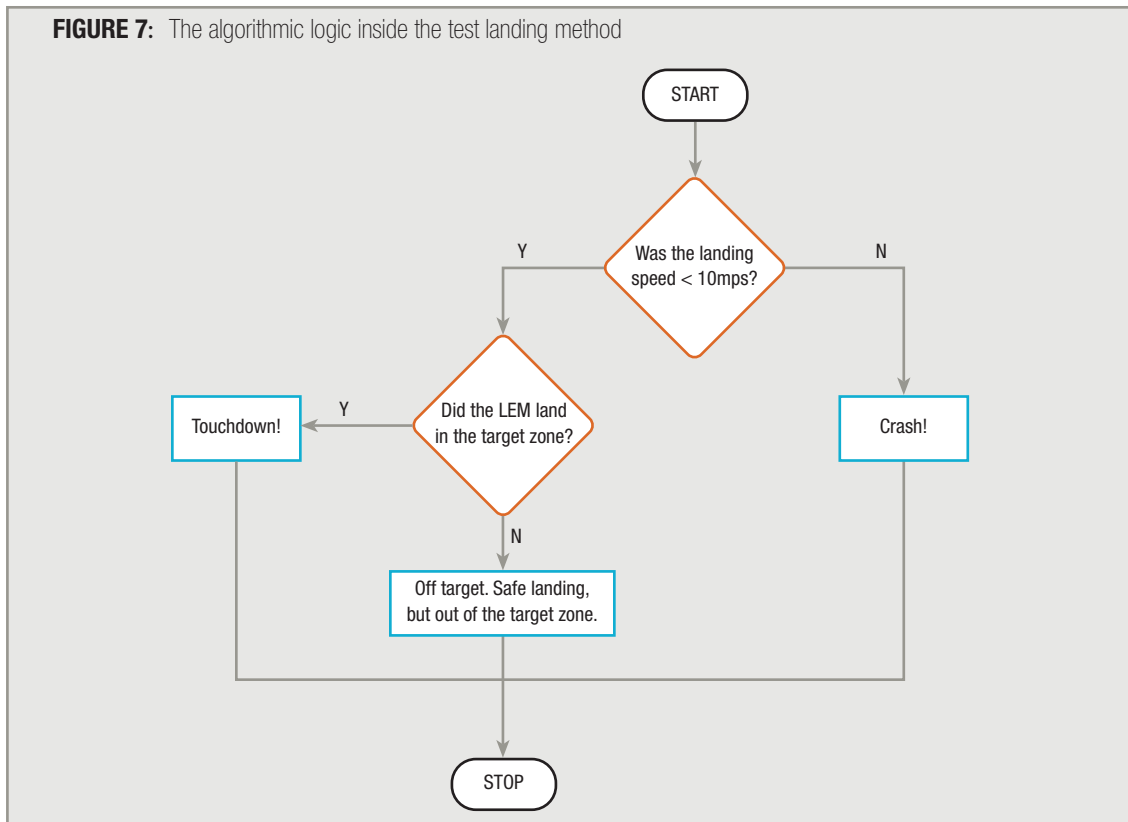 FIGURE 7: The algorithmic logic inside the test landing method
START
Was the landing
speed < 10mps?
Y
N
Did the LEM land
in the target zone?
Y
Touchdown!
Crash!
N
Off target. Safe landing,
but out of the target zone.
STOP